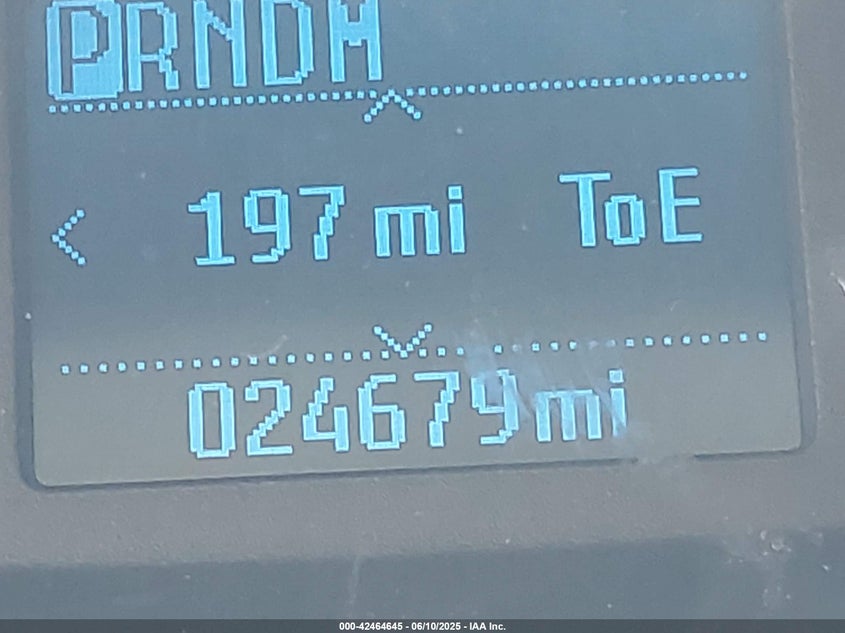 PRNDM
< 197 mi ToE
024679mi
000-42464645 - 06/10/2025 - IAA Inc.